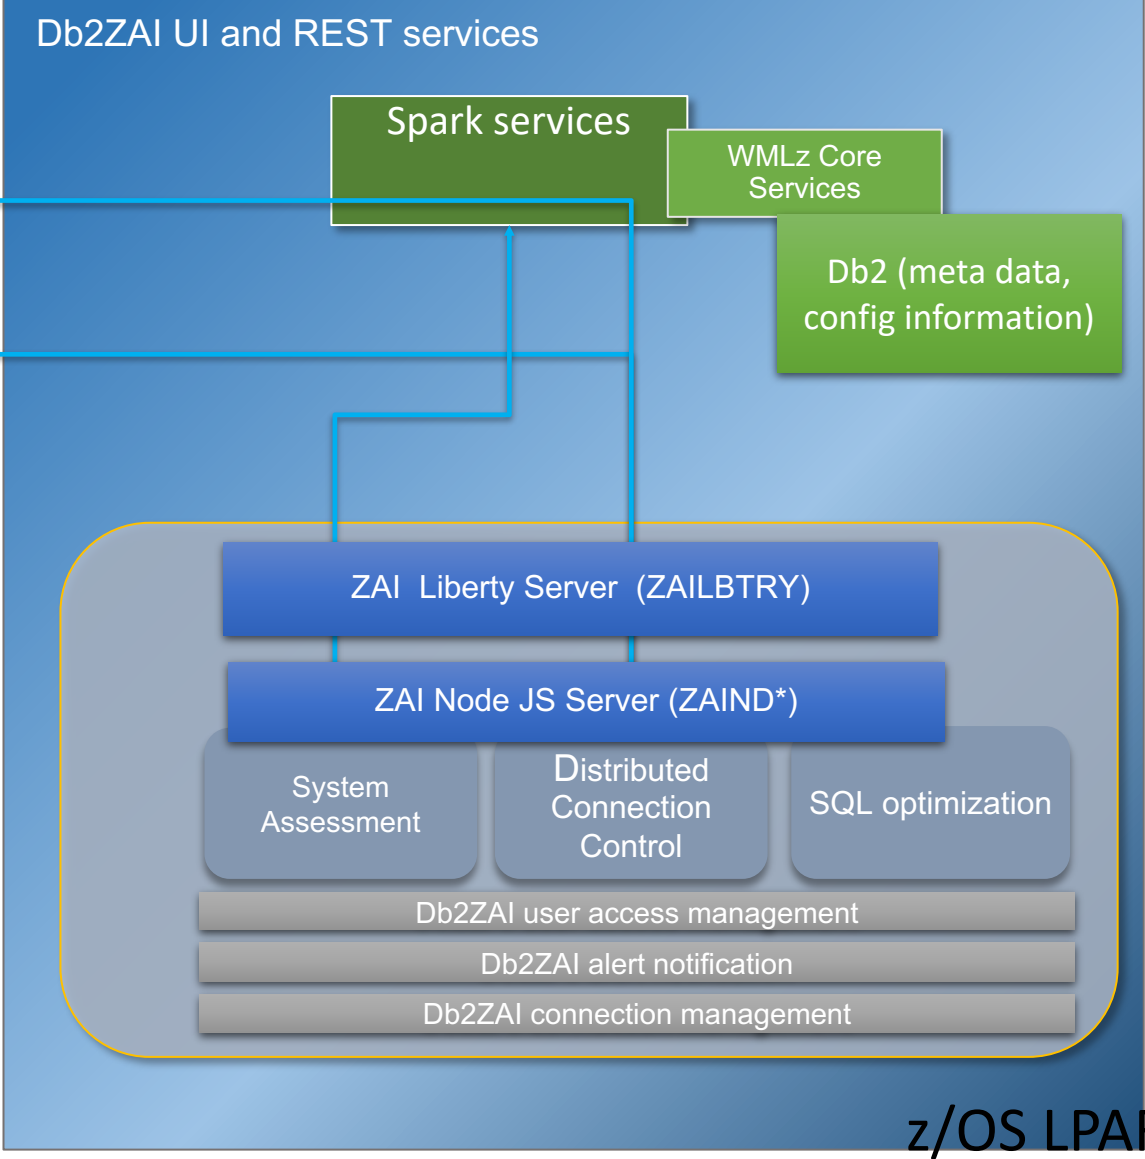 Db2ZAI UI and REST services
Spark services
WMLz Core
Services
Db2 (meta data,
config information)
ZAI Liberty Server (ZAILBTRY)
ZAI Node JS Server (ZAIND*)
System
Assessment
Distributed
Connection
Control
SQL optimization
Db2ZAI user access management
Db2ZAI alert notification
Db2ZAI connection management
z/OS LPAR